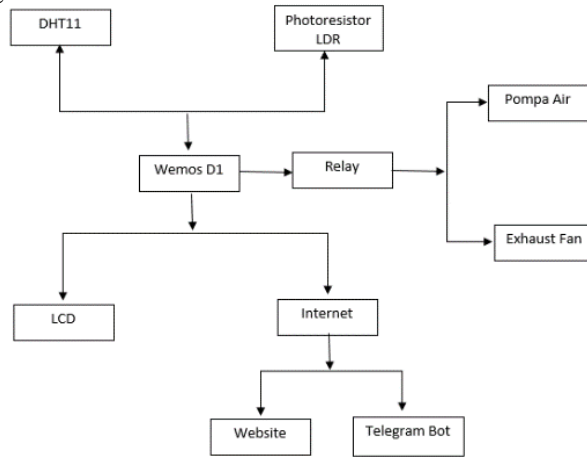 DHT11
Photoresistor
LDR
Pompa Air
Wemos D1
Relay
Exhaust Fan
LCD
Internet
Website
Telegram Bot